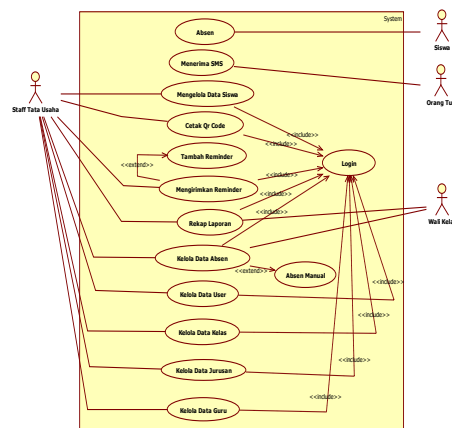 System
Absen
Siswa
Menerima SMS
Orang Tu
Staff Tata Usaha
Mengelola Data Siswa
Cetak Qr Code
<<include>>
<<include>>
Tambah Reminder
<<extend>>
Login
Mengirimkan Reminder
<<include>>
<<include>>
Rekap Laporan
<<include>>
Wali Kela
Kelola Data Absen
<<extend>>
Absen Manual
Kelola Data User
<<include>>
<<include>>
Kelola Data Kelas
<<include>>
Kelola Data Jurusan
<<include>>
Kelola Data Guru